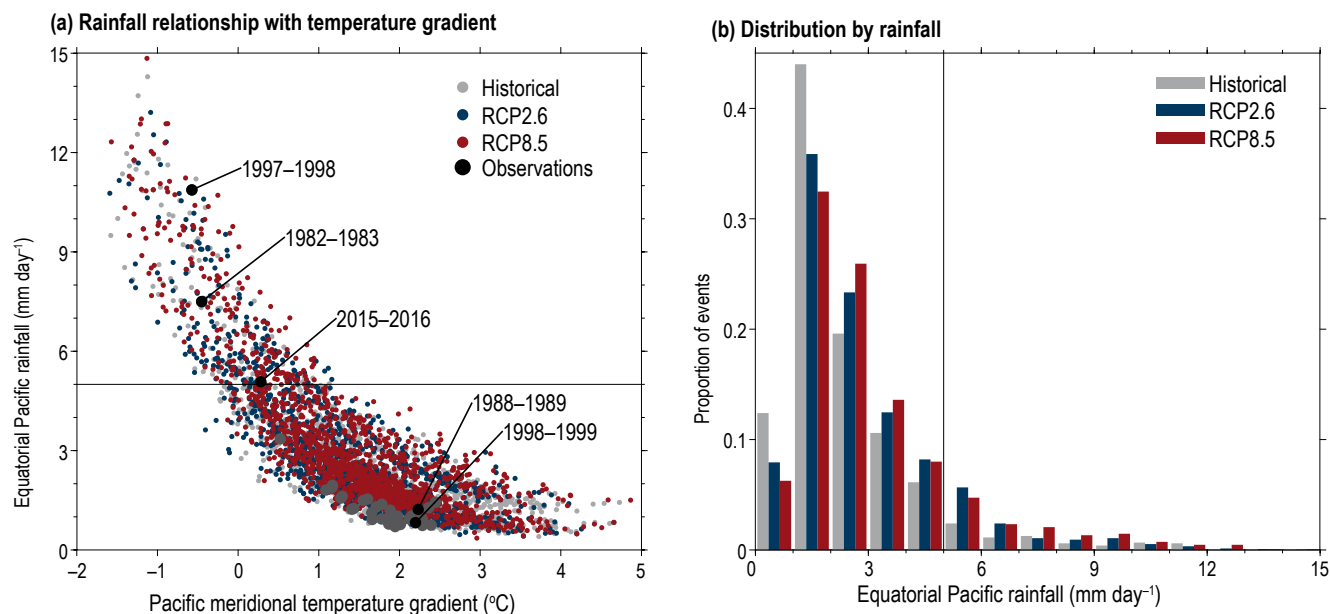 (a) Rainfall relationship with temperature gradient
15
12
9
6
3
0
Equatorial Pacific rainfall (mm day⁻¹)
Historical
RCP2.6
RCP8.5
Observations
1997–1998
1982–1983
2015–2016
1988–1989
1998–1999
–2 –1 0 1 2 3 4 5
Pacific meridional temperature gradient (ºC)
(b) Distribution by rainfall
0.4
0.3
0.2
0.1
0
Proportion of events
Historical
RCP2.6
RCP8.5
0 3 6 9 12 15
Equatorial Pacific rainfall (mm day⁻¹)